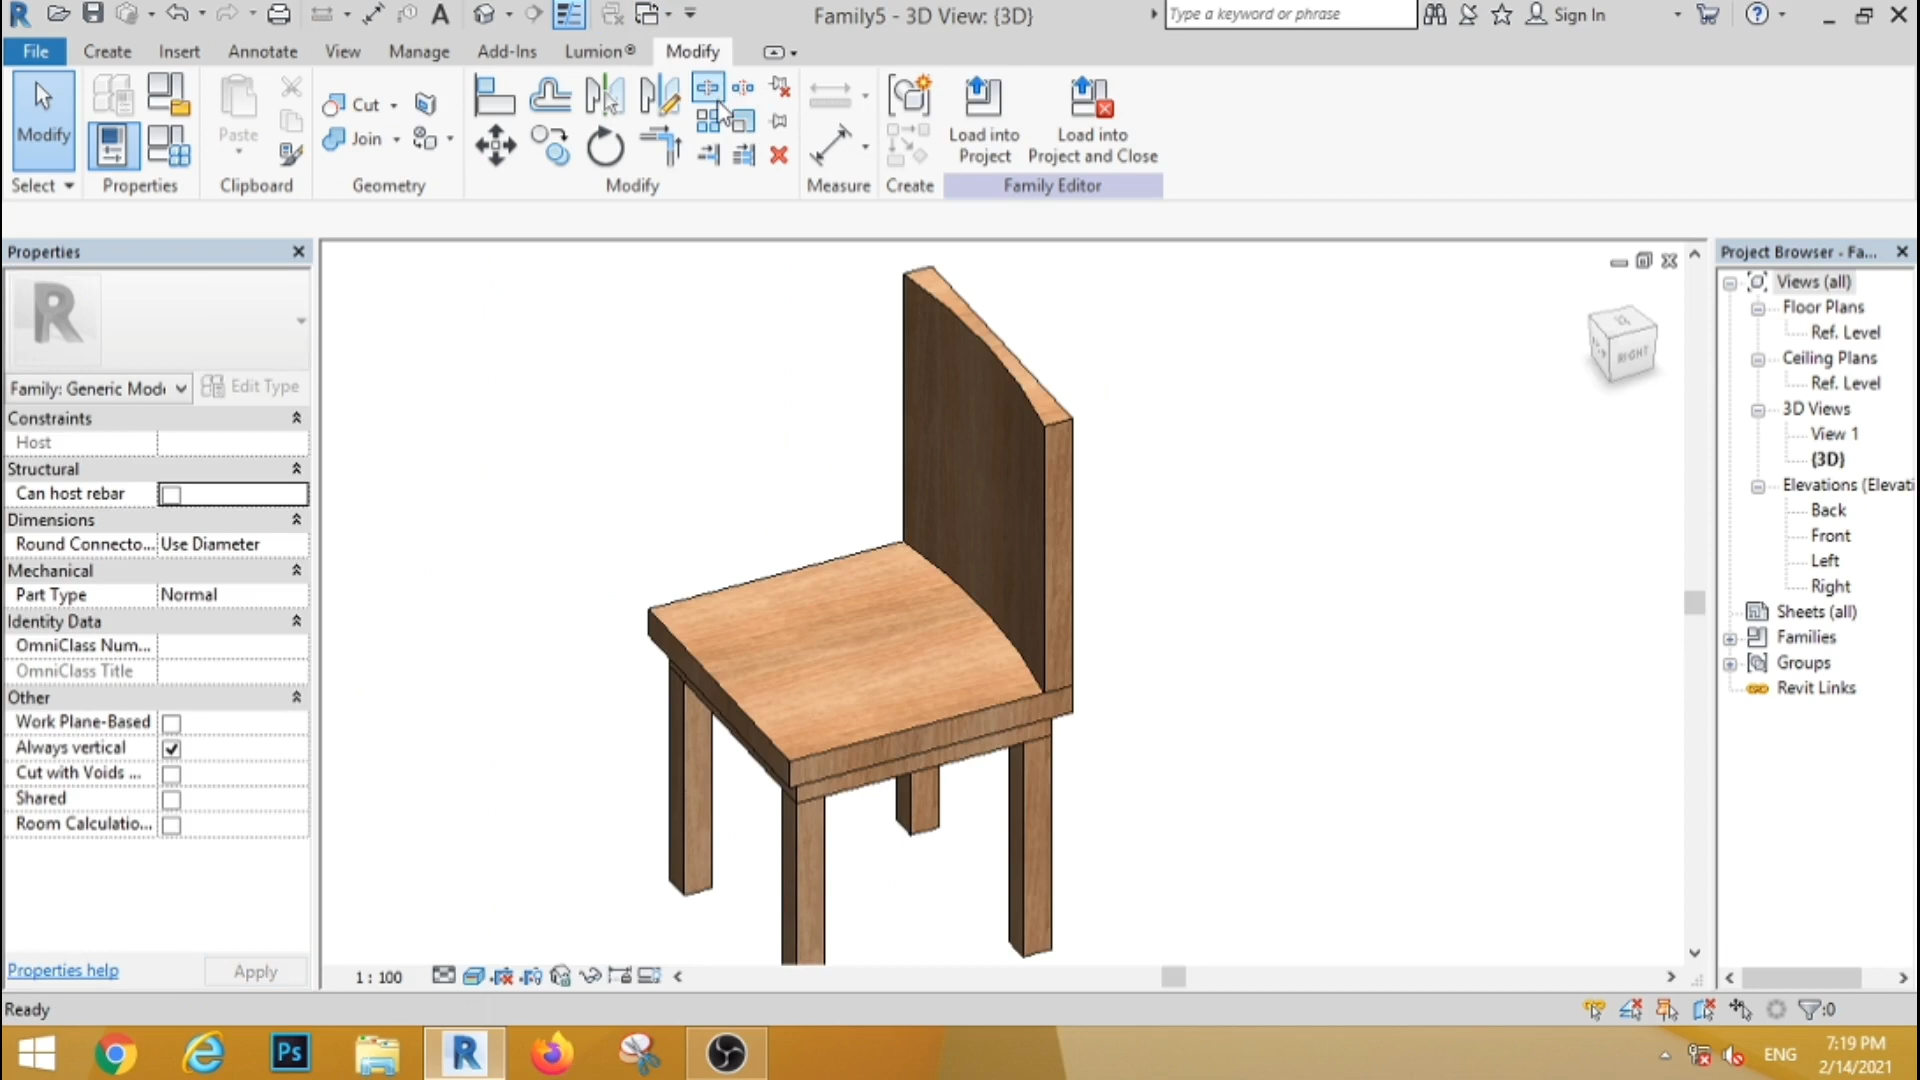 Family5 - 3D View: {3D}
Type a keyword or phrase
Sign In
File
Create
Insert
Annotate
View
Manage
Add-Ins
Lumion®
Modify
Modify
Paste
Cut
Join
Load into
Project
Load into
Project and Close
Select
Properties
Clipboard
Geometry
Modify
Measure
Create
Family Editor
Properties
R
Family: Generic Mode
Edit Type
Constraints
Host
Structural
Can host rebar
Dimensions
Round Connecto... Use Diameter
Mechanical
Part Type Normal
Identity Data
OmniClass Num...
OmniClass Title
Other
Work Plane-Based
Always vertical
Cut with Voids ...
Shared
Room Calculatio...
Properties help
Apply
RIGHT
1 : 100
Project Browser - Fa...
Views (all)
Floor Plans
Ref. Level
Ceiling Plans
Ref. Level
3D Views
View 1
{3D}
Elevations (Elevati
Back
Front
Left
Right
Sheets (all)
Families
Groups
Revit Links
Ready
:0
Ps
R
ENG
7:19 PM
2/14/2021